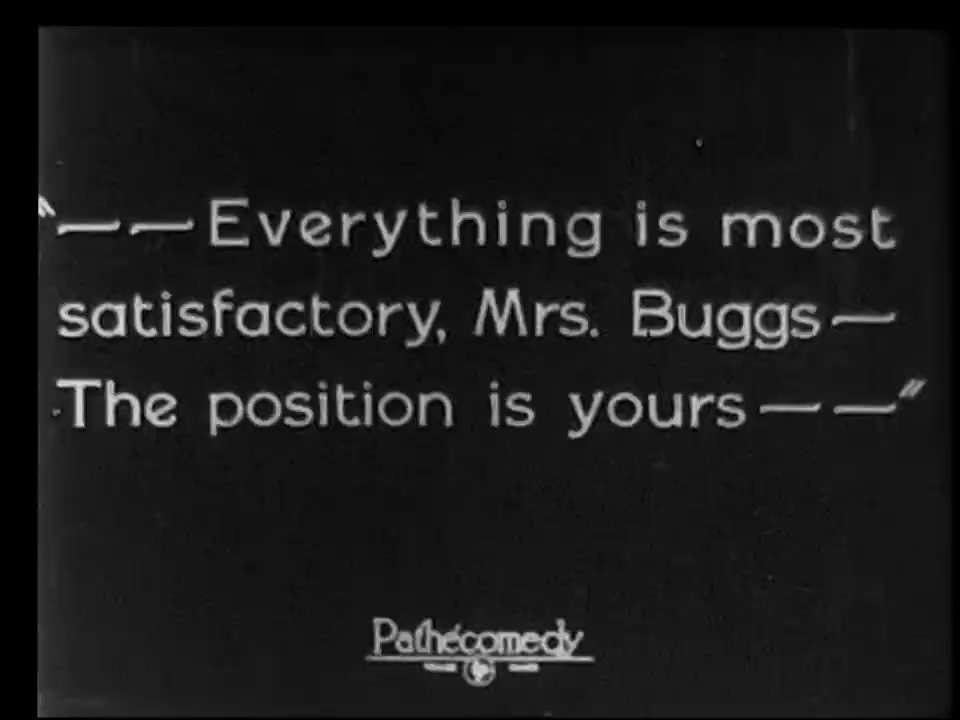 "— — Everything is most
satisfactory, Mrs. Buggs —
The position is yours — —"
Pathécomedy